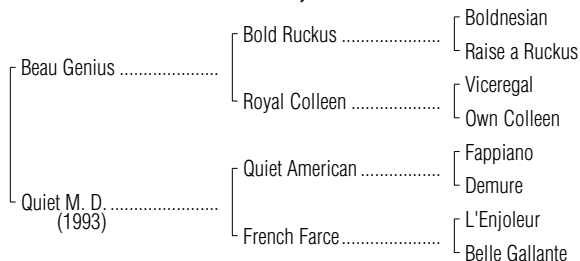 Boldnesian
Bold Ruckus ....................
Raise a Ruckus
Beau Genius ....................
Viceregal
Royal Colleen ..................
Own Colleen
Fappiano
Quiet American .................
Demure
Quiet M. D. ......................
(1993)
L'Enjoleur
French Farce....................
Belle Gallante